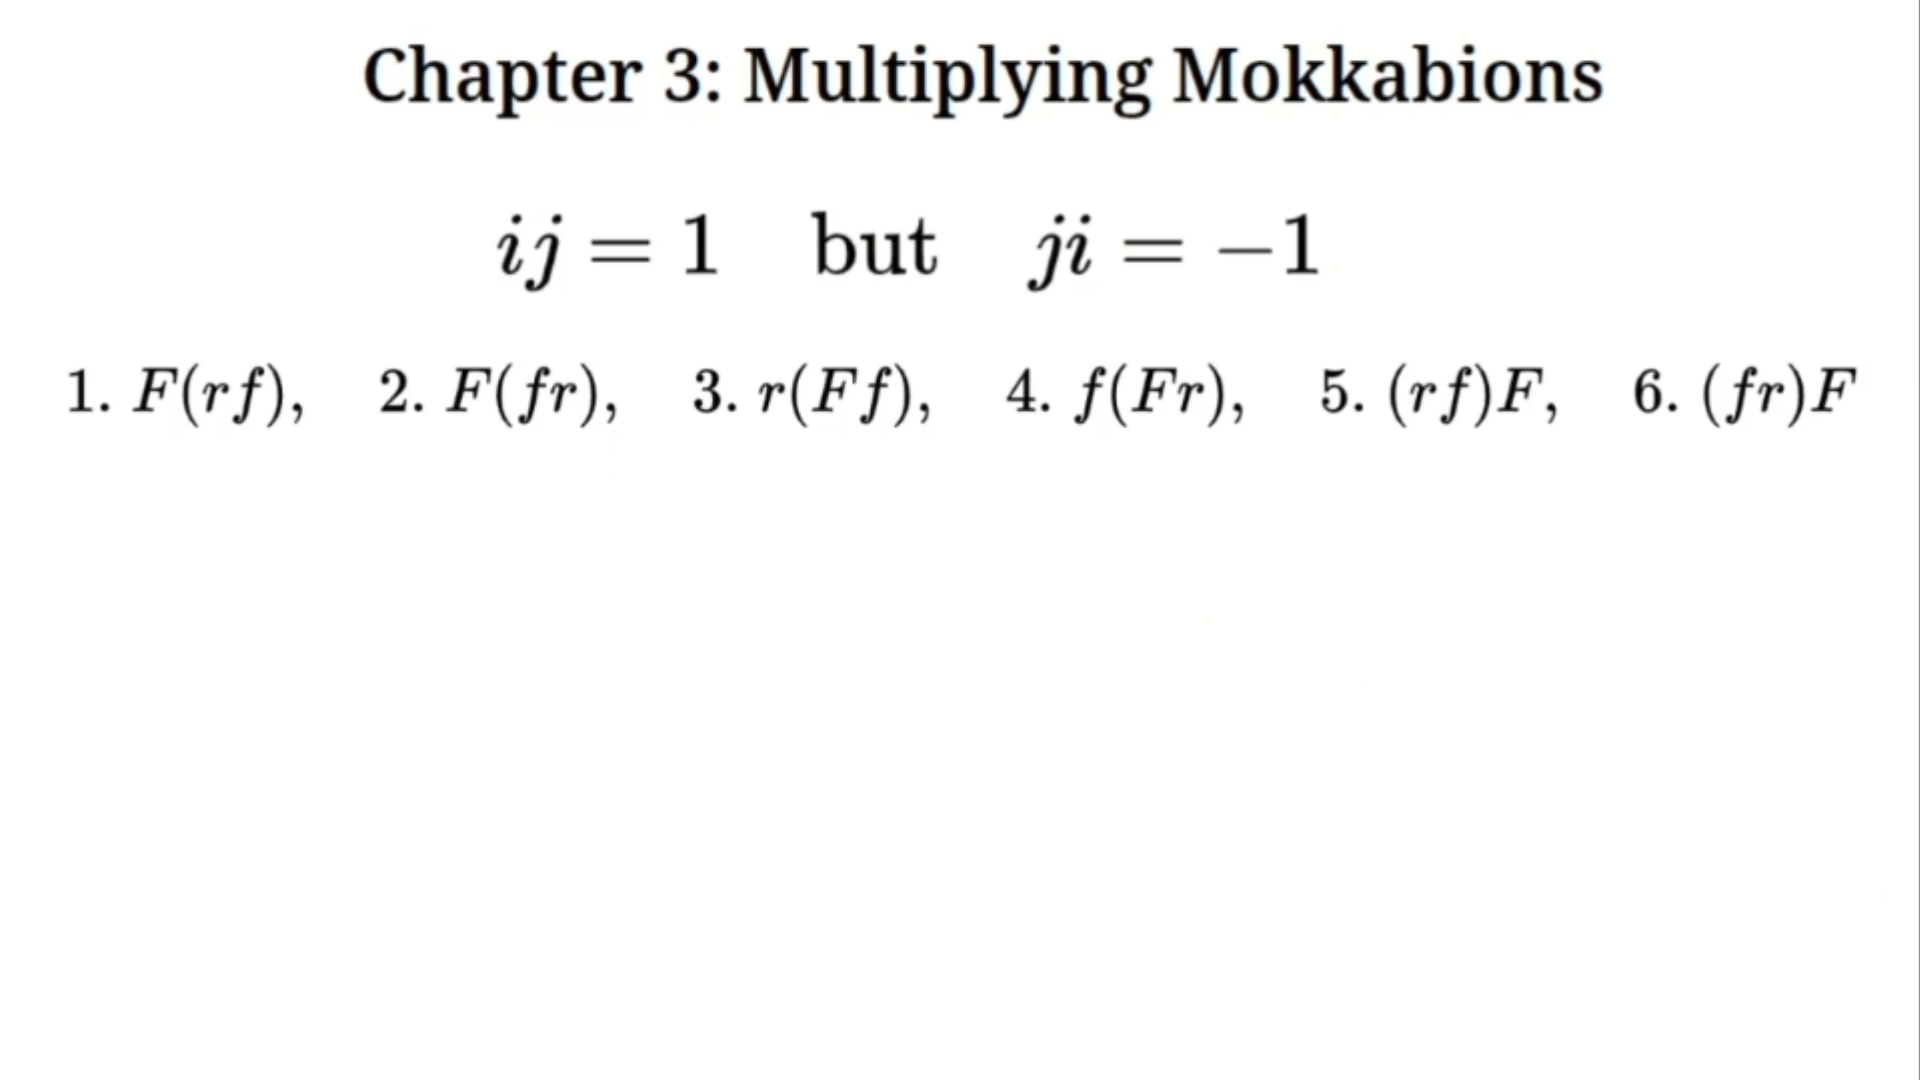 Chapter 3: Multiplying Mokkabions
ij = 1 but ji = −1
1. F(rf), 2. F(fr), 3. r(Ff), 4. f(Fr), 5. (rf)F, 6. (fr)F